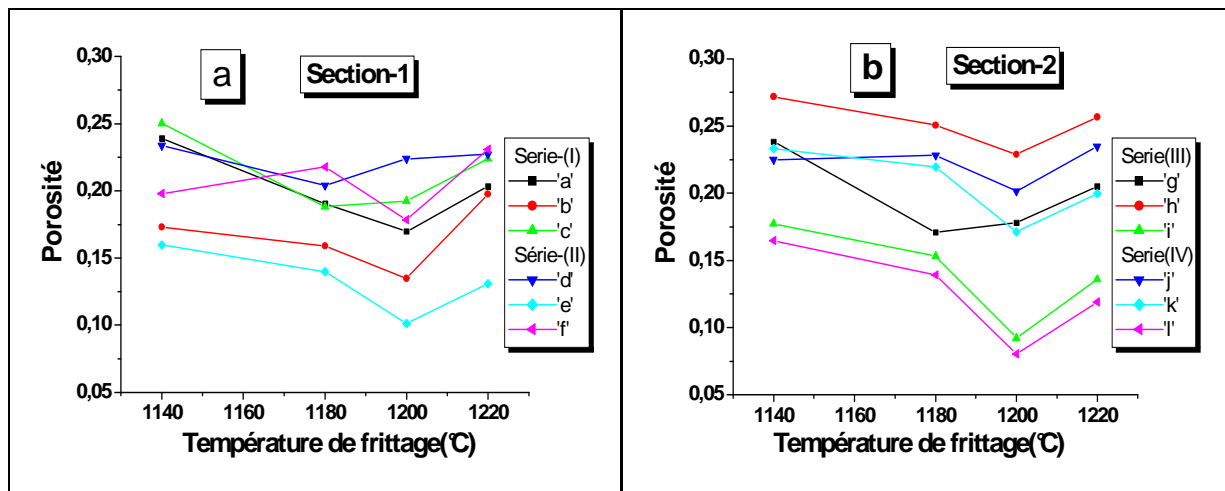 a
Section-1
Porosité
0,30
0,25
0,20
0,15
0,10
0,05
1140 1160 1180 1200 1220
Température de frittage(°C)
Serie-(I)
'a'
'b'
'c'
Série-(II)
'd'
'e'
'f'
b
Section-2
Porosité
0,30
0,25
0,20
0,15
0,10
0,05
1140 1160 1180 1200 1220
Température de frittage(°C)
Serie(III)
'g'
'h'
'i'
Serie(IV)
'j'
'k'
'l'